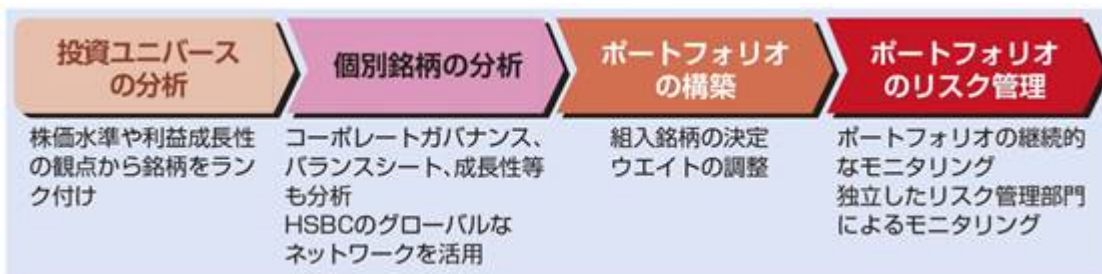 投資ユニバース
の分析
株価水準や利益成長性
の観点から銘柄をラン
ク付け
個別銘柄の分析
コーポレートガバナンス、
バランスシート、成長性等
も分析
HSBCのグローバルな
ネットワークを活用
ポートフォリオ
の構築
組入銘柄の決定
ウエイトの調整
ポートフォリオ
のリスク管理
ポートフォリオの継続的
なモニタリング
独立したリスク管理部門
によるモニタリング